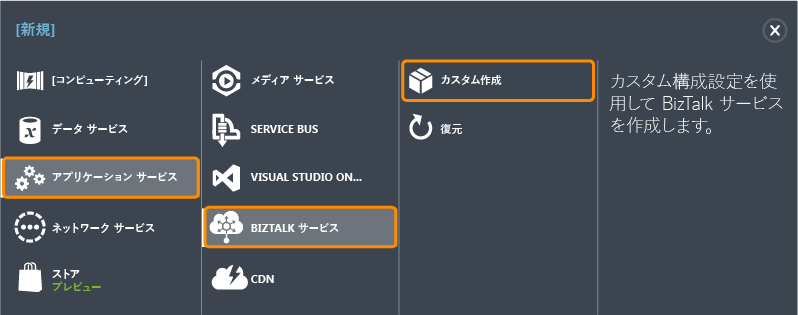 [新規]
[コンピューティング]
データ サービス
アプリケーション サービス
ネットワーク サービス
ストア
プレビュー
メディア サービス
SERVICE BUS
VISUAL STUDIO ON...
BIZTALK サービス
CDN
カスタム作成
復元
カスタム構成設定を使
用して BizTalk サービス
を作成します。